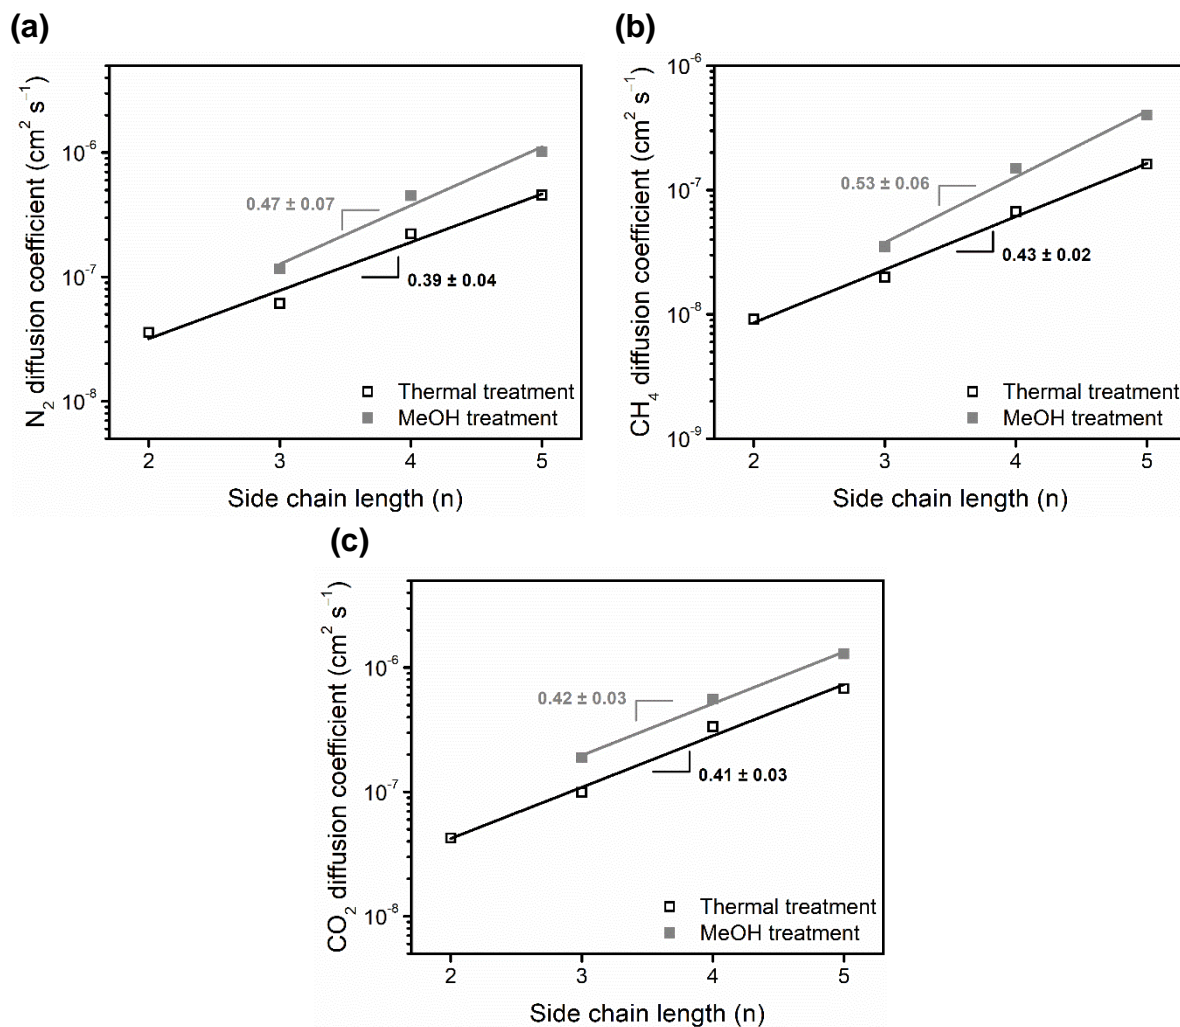 (a)
N₂ diffusion coefficient (cm² s⁻¹)
10⁻⁶
10⁻⁷
10⁻⁸
0.47 ± 0.07
0.39 ± 0.04
Thermal treatment
MeOH treatment
2 3 4 5
Side chain length (n)
(b)
CH₄ diffusion coefficient (cm² s⁻¹)
10⁻⁶
10⁻⁷
10⁻⁸
10⁻⁹
0.53 ± 0.06
0.43 ± 0.02
Thermal treatment
MeOH treatment
2 3 4 5
Side chain length (n)
(c)
CO₂ diffusion coefficient (cm² s⁻¹)
10⁻⁶
10⁻⁷
10⁻⁸
0.42 ± 0.03
0.41 ± 0.03
Thermal treatment
MeOH treatment
2 3 4 5
Side chain length (n)